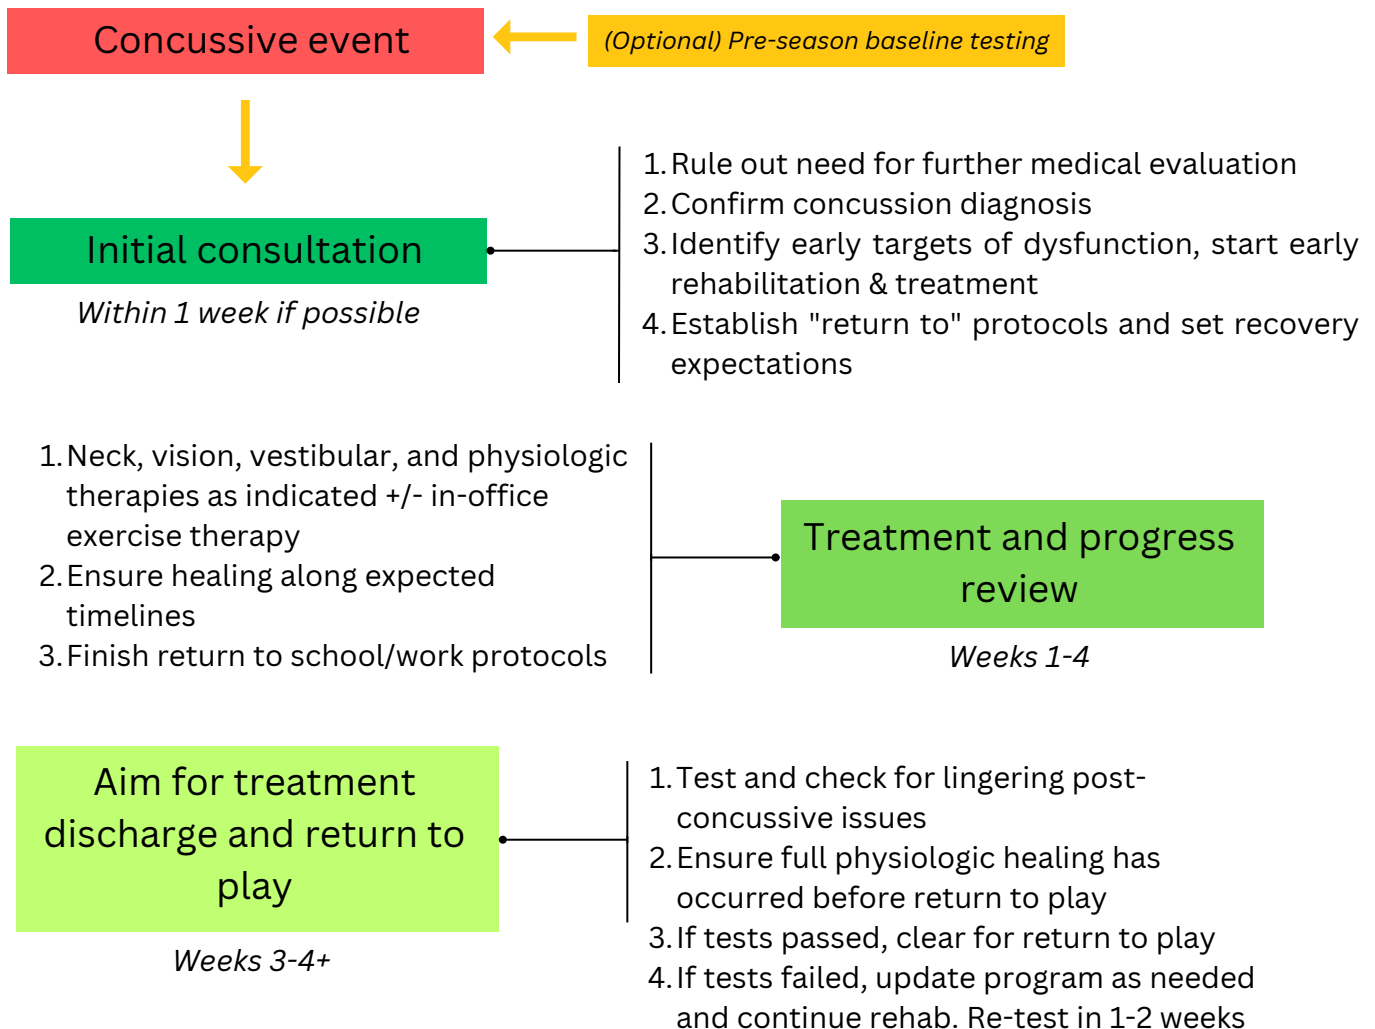 Concussive event
(Optional) Pre-season baseline testing
Initial consultation
Within 1 week if possible
1. Rule out need for further medical evaluation
2. Confirm concussion diagnosis
3. Identify early targets of dysfunction, start early
rehabilitation & treatment
4. Establish "return to" protocols and set recovery
expectations
1. Neck, vision, vestibular, and physiologic
therapies as indicated +/- in-office
exercise therapy
2. Ensure healing along expected
timelines
3. Finish return to school/work protocols
Treatment and progress
review
Weeks 1-4
Aim for treatment
discharge and return to
play
Weeks 3-4+
1. Test and check for lingering post-
concussive issues
2. Ensure full physiologic healing has
occurred before return to play
3. If tests passed, clear for return to play
4. If tests failed, update program as needed
and continue rehab. Re-test in 1-2 weeks